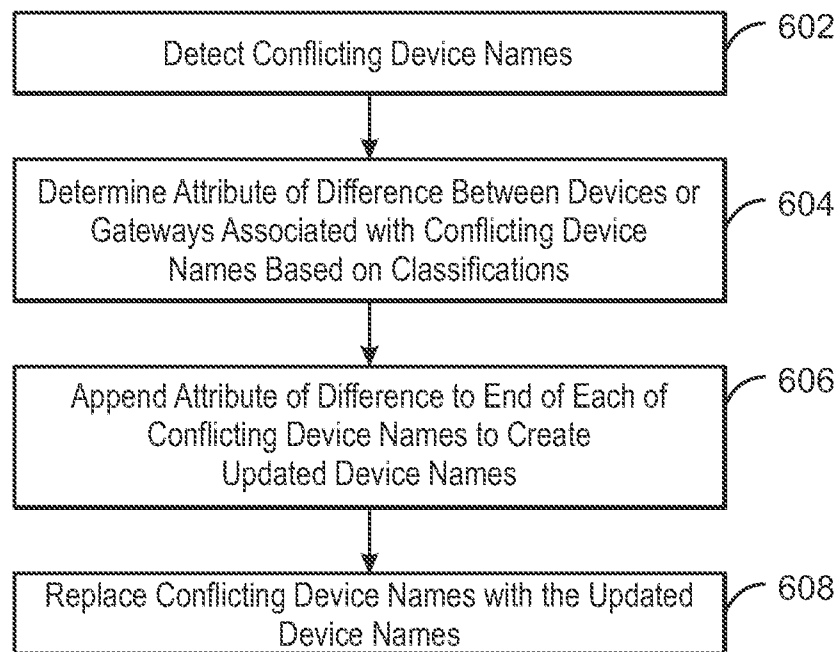 Detect Conflicting Device Names
602
Determine Attribute of Difference Between Devices or
Gateways Associated with Conflicting Device
Names Based on Classifications
604
Append Attribute of Difference to End of Each of
Conflicting Device Names to Create
Updated Device Names
606
Replace Conflicting Device Names with the Updated
Device Names
608